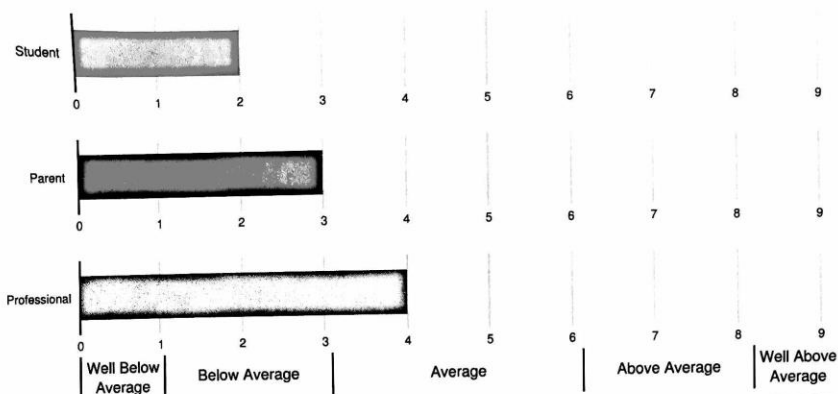 Student
0 1 2 3 4 5 6 7 8 9
Parent
0 1 2 3 4 5 6 7 8 9
Professional
0 1 2 3 4 5 6 7 8 9
Well Below Average
Below Average
Average
Above Average
Well Above Average